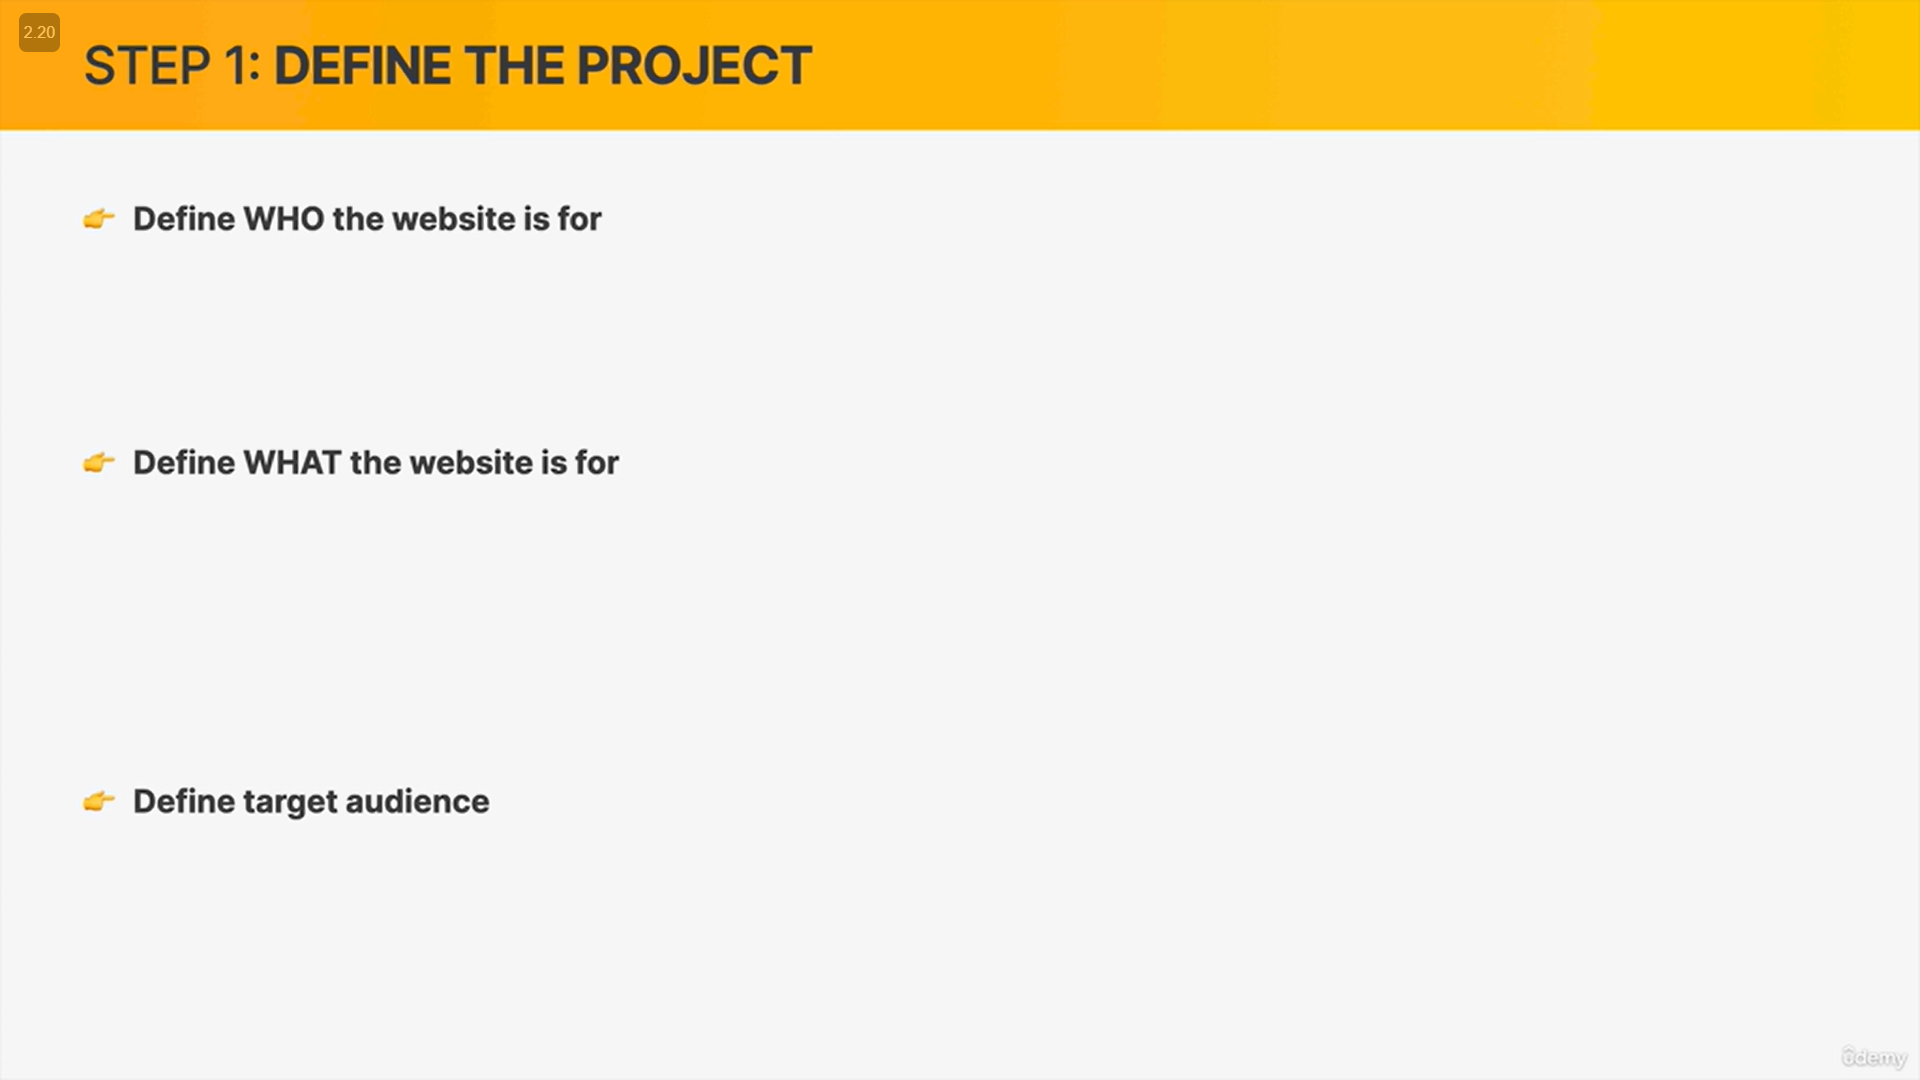 2.20
STEP 1: DEFINE THE PROJECT
👉 Define WHO the website is for
👉 Define WHAT the website is for
👉 Define target audience
ûdemy